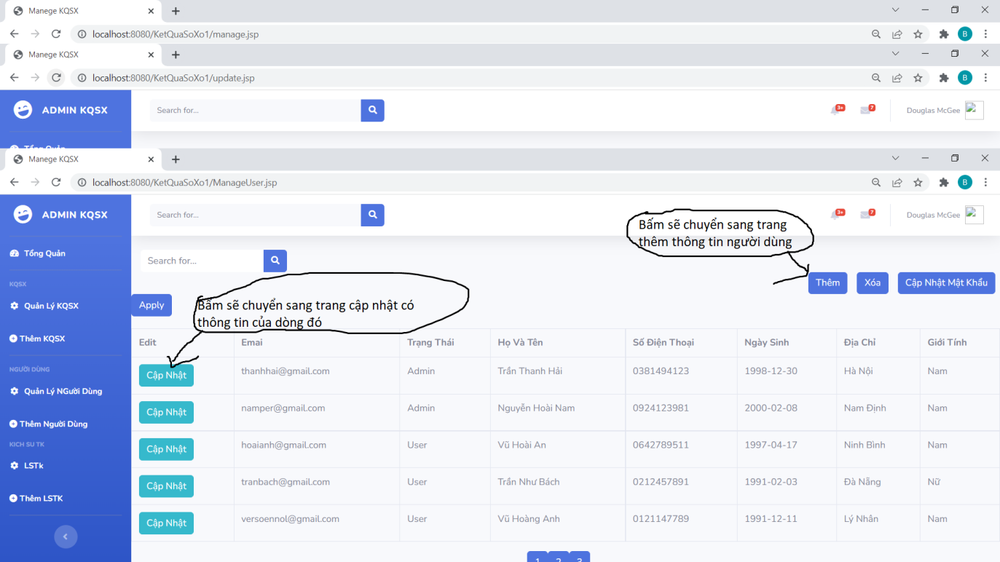 Manege KQSX
localhost:8080/KetQuaSoXo1/manage.jsp
B
Manege KQSX
localhost:8080/KetQuaSoXo1/update.jsp
B
ADMIN KQSX
Search for...
3+
7
Douglas McGee
Manege KQSX
localhost:8080/KetQuaSoXo1/ManageUser.jsp
B
ADMIN KQSX
Search for...
3+
7
Douglas McGee
Tổng Quản
KQSX
Quản Lý KQSX
Thêm KQSX
NGƯỜI DÙNG
Quản Lý NGười Dùng
Thêm Người Dùng
KICH SU TK
LSTk
Thêm LSTK
Bấm sẽ chuyển sang trang
thêm thông tin người dùng
Search for...
Thêm
Xóa
Cập Nhật Mật Khẩu
Apply
Bấm sẽ chuyển sang trang cập nhật có
thông tin của dòng đó
Edit Emai Trạng Thái Họ Và Tên Số Điện Thoại Ngày Sinh Địa Chỉ Giới Tính
Cập Nhật thanhhai@gmail.com Admin Trần Thanh Hải 0381494123 1998-12-30 Hà Nội Nam
Cập Nhật namper@gmail.com Admin Nguyễn Hoài Nam 0924123981 2000-02-08 Nam Định Nam
Cập Nhật hoaianh@gmail.com User Vũ Hoài An 0642789511 1997-04-17 Ninh Bình Nam
Cập Nhật tranbach@gmail.com User Trần Như Bách 0212457891 1991-02-03 Đà Nẵng Nữ
Cập Nhật versoennol@gmail.com User Vũ Hoàng Anh 0121147789 1991-12-11 Lý Nhân Nam
1 2 3